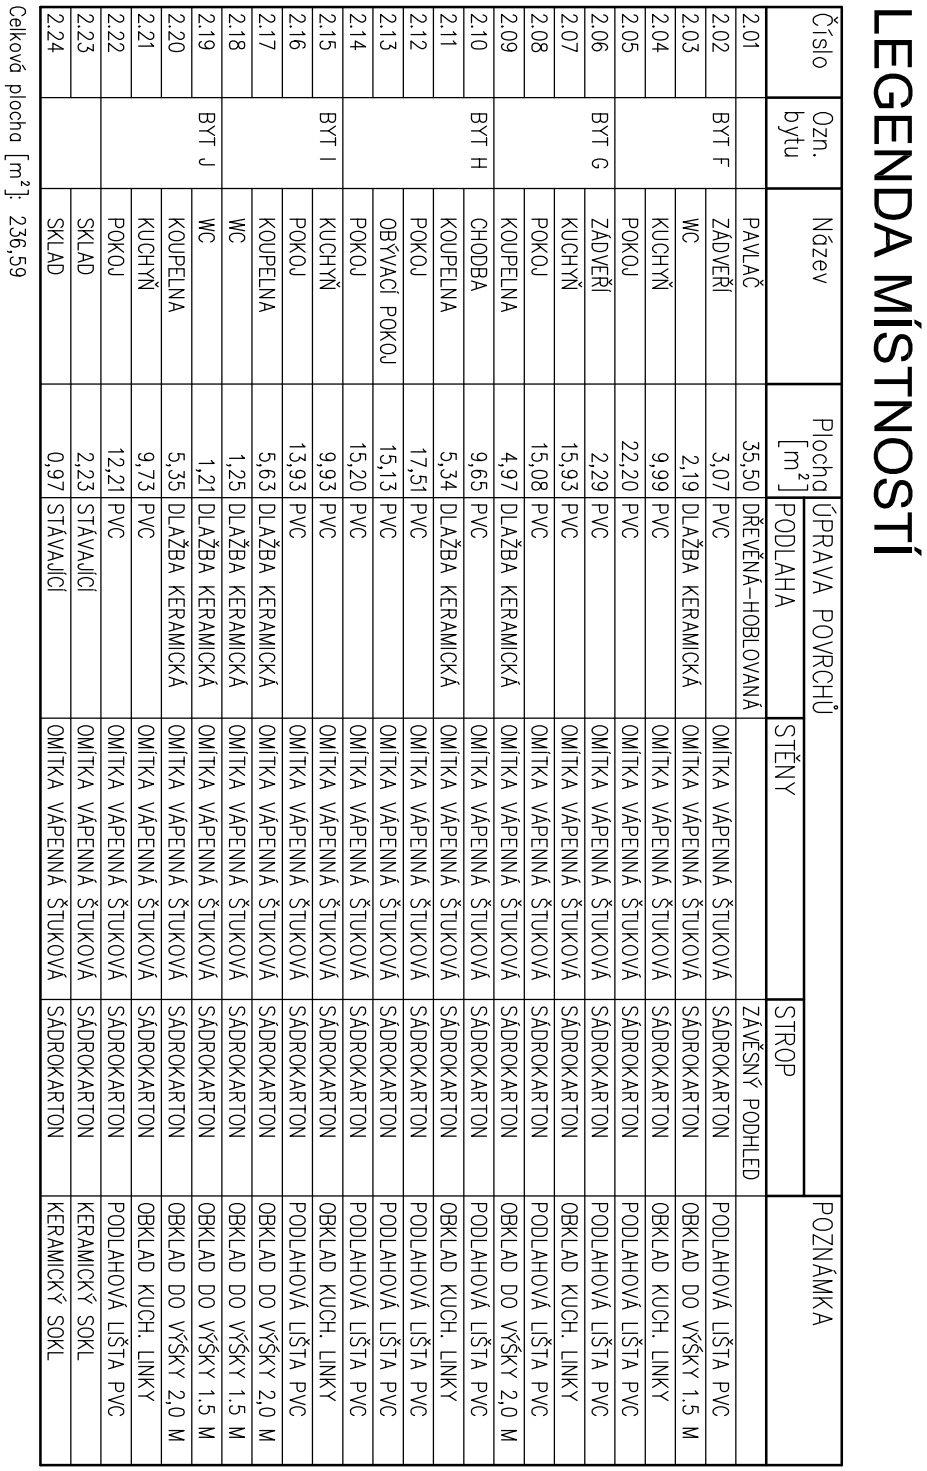 LEGENDA MÍSTNOSTÍ
Číslo Ozn. bytu Název Plocha [m²] ÚPRAVA POVRCHŮ POZNÁMKA
PODLAHA STĚNY STROP
2.01 PAVLAČ 35,50 DŘEVĚNÁ-HOBLOVANÁ ZÁVĚSNÝ PODHLED
2.02 BYT F ZÁDVEŘÍ 3,07 PVC OMÍTKA VÁPENNÁ ŠTUKOVÁ SÁDROKARTON PODLAHOVÁ LIŠTA PVC
2.03 WC 2,19 DLAŽBA KERAMICKÁ OMÍTKA VÁPENNÁ ŠTUKOVÁ SÁDROKARTON OBKLAD DO VÝŠKY 1.5 M
2.04 KUCHYŇ 9,99 PVC OMÍTKA VÁPENNÁ ŠTUKOVÁ SÁDROKARTON OBKLAD KUCH. LINKY
2.05 POKOJ 22,20 PVC OMÍTKA VÁPENNÁ ŠTUKOVÁ SÁDROKARTON PODLAHOVÁ LIŠTA PVC
2.06 BYT G ZÁDVEŘÍ 2,29 PVC OMÍTKA VÁPENNÁ ŠTUKOVÁ SÁDROKARTON PODLAHOVÁ LIŠTA PVC
2.07 KUCHYŇ 15,93 PVC OMÍTKA VÁPENNÁ ŠTUKOVÁ SÁDROKARTON OBKLAD KUCH. LINKY
2.08 POKOJ 15,08 PVC OMÍTKA VÁPENNÁ ŠTUKOVÁ SÁDROKARTON PODLAHOVÁ LIŠTA PVC
2.09 KOUPELNA 4,97 DLAŽBA KERAMICKÁ OMÍTKA VÁPENNÁ ŠTUKOVÁ SÁDROKARTON OBKLAD DO VÝŠKY 2,0 M
2.10 BYT H CHODBA 9,65 PVC OMÍTKA VÁPENNÁ ŠTUKOVÁ SÁDROKARTON PODLAHOVÁ LIŠTA PVC
2.11 KOUPELNA 5,34 DLAŽBA KERAMICKÁ OMÍTKA VÁPENNÁ ŠTUKOVÁ SÁDROKARTON OBKLAD KUCH. LINKY
2.12 POKOJ 17,51 PVC OMÍTKA VÁPENNÁ ŠTUKOVÁ SÁDROKARTON PODLAHOVÁ LIŠTA PVC
2.13 OBÝVACÍ POKOJ 15,13 PVC OMÍTKA VÁPENNÁ ŠTUKOVÁ SÁDROKARTON PODLAHOVÁ LIŠTA PVC
2.14 POKOJ 15,20 PVC OMÍTKA VÁPENNÁ ŠTUKOVÁ SÁDROKARTON PODLAHOVÁ LIŠTA PVC
2.15 BYT I KUCHYŇ 9,93 PVC OMÍTKA VÁPENNÁ ŠTUKOVÁ SÁDROKARTON OBKLAD KUCH. LINKY
2.16 POKOJ 13,93 PVC OMÍTKA VÁPENNÁ ŠTUKOVÁ SÁDROKARTON PODLAHOVÁ LIŠTA PVC
2.17 KOUPELNA 5,63 DLAŽBA KERAMICKÁ OMÍTKA VÁPENNÁ ŠTUKOVÁ SÁDROKARTON OBKLAD DO VÝŠKY 2,0 M
2.18 WC 1,25 DLAŽBA KERAMICKÁ OMÍTKA VÁPENNÁ ŠTUKOVÁ SÁDROKARTON OBKLAD DO VÝŠKY 1.5 M
2.19 BYT J WC 1,21 DLAŽBA KERAMICKÁ OMÍTKA VÁPENNÁ ŠTUKOVÁ SÁDROKARTON OBKLAD DO VÝŠKY 1.5 M
2.20 KOUPELNA 5,35 DLAŽBA KERAMICKÁ OMÍTKA VÁPENNÁ ŠTUKOVÁ SÁDROKARTON OBKLAD DO VÝŠKY 2,0 M
2.21 KUCHYŇ 9,73 PVC OMÍTKA VÁPENNÁ ŠTUKOVÁ SÁDROKARTON OBKLAD KUCH. LINKY
2.22 POKOJ 12,21 PVC OMÍTKA VÁPENNÁ ŠTUKOVÁ SÁDROKARTON PODLAHOVÁ LIŠTA PVC
2.23 SKLAD 2,23 STÁVAJÍCÍ OMÍTKA VÁPENNÁ ŠTUKOVÁ SÁDROKARTON KERAMICKÝ SOKL
2.24 SKLAD 0,97 STÁVAJÍCÍ OMÍTKA VÁPENNÁ ŠTUKOVÁ SÁDROKARTON KERAMICKÝ SOKL
Celková plocha [m²]: 236,59